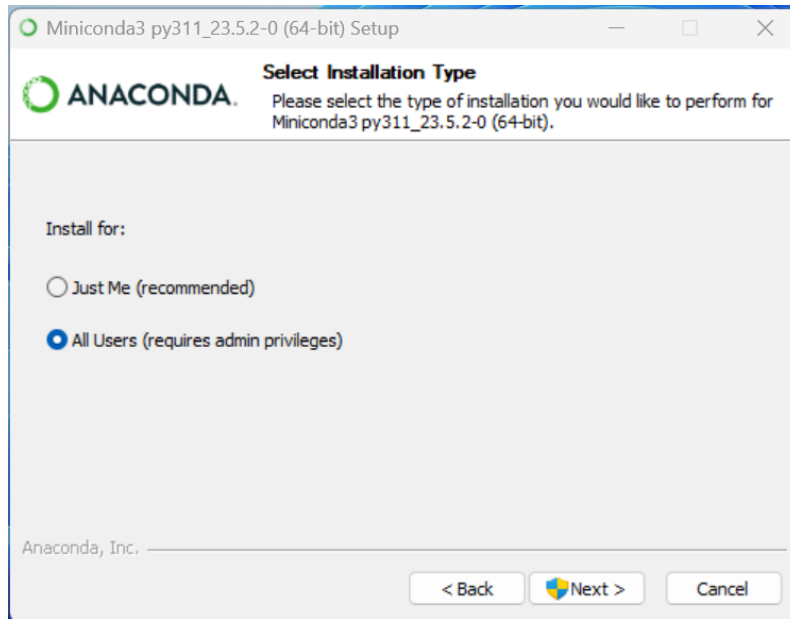 Miniconda3 py311_23.5.2-0 (64-bit) Setup
ANACONDA.
Select Installation Type
Please select the type of installation you would like to perform for
Miniconda3 py311_23.5.2-0 (64-bit).
Install for:
Just Me (recommended)
All Users (requires admin privileges)
Anaconda, Inc.
< Back
Next >
Cancel